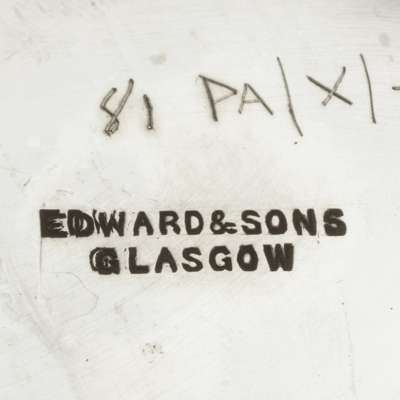 81 PA/X/-
EDWARD & SONS
GLASGOW